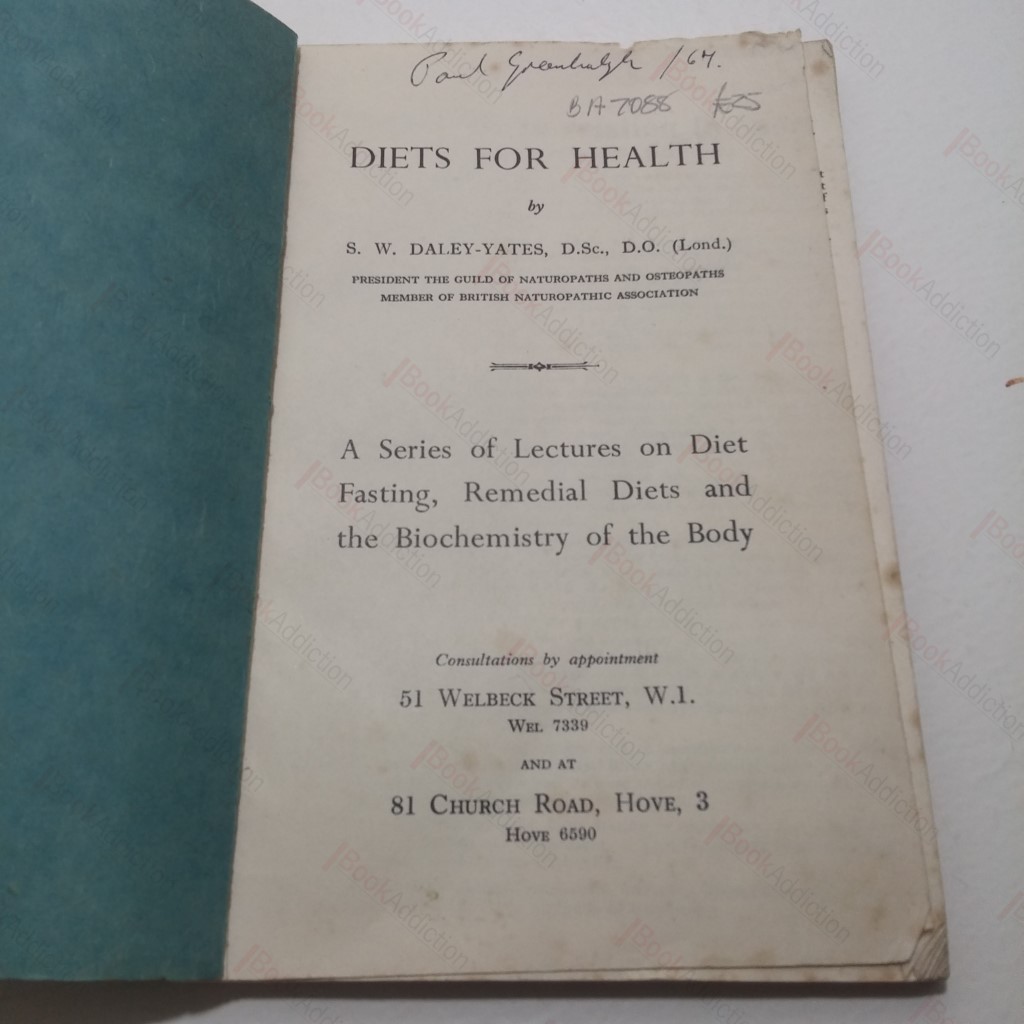 Paul Greenhalgh /67.
BA7088 £25
DIETS FOR HEALTH
by
S. W. DALEY-YATES, D.Sc., D.O. (Lond.)
PRESIDENT THE GUILD OF NATUROPATHS AND OSTEOPATHS
MEMBER OF BRITISH NATUROPATHIC ASSOCIATION
A Series of Lectures on Diet
Fasting, Remedial Diets and
the Biochemistry of the Body
Consultations by appointment
51 WELBECK STREET, W.1.
WEL 7339
AND AT
81 CHURCH ROAD, HOVE, 3
HOVE 6590
BookAddiction